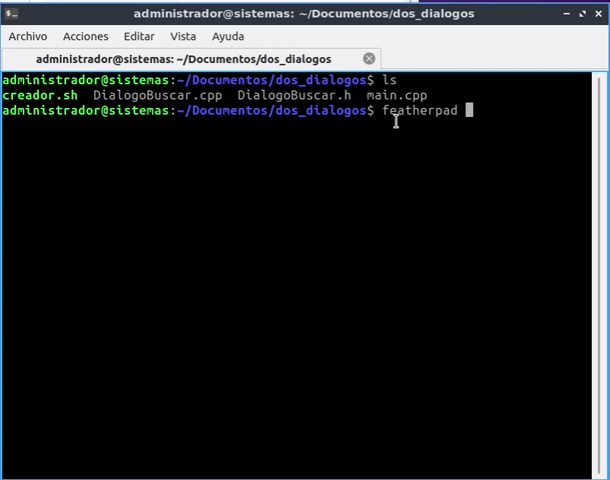 administrador@sistemas: ~/Documentos/dos_dialogos
Archivo Acciones Editar Vista Ayuda
administrador@sistemas: ~/Documentos/dos_dialogos
administrador@sistemas:~/Documentos/dos_dialogos$ ls
creador.sh DialogoBuscar.cpp DialogoBuscar.h main.cpp
administrador@sistemas:~/Documentos/dos_dialogos$ featherpad